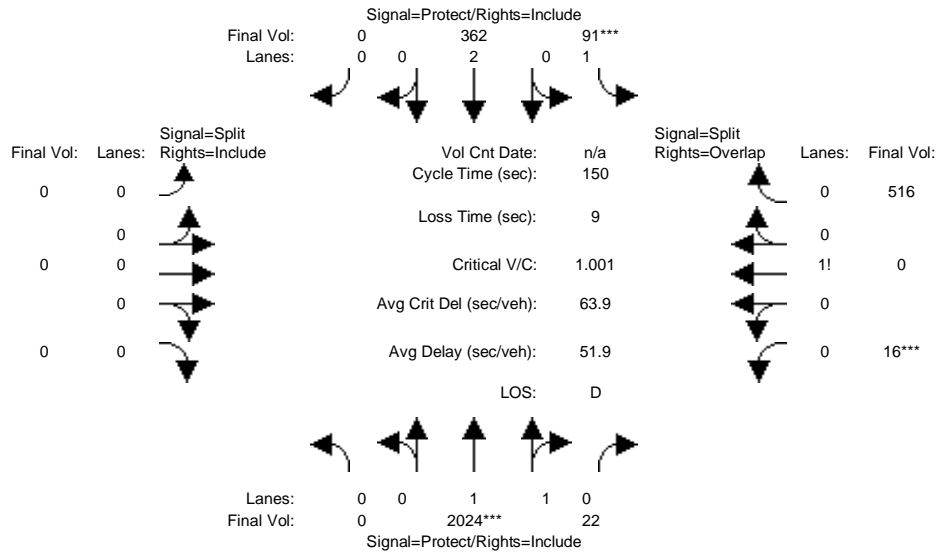 Signal=Protect/Rights=Include
Final Vol: 0 362 91***
Lanes: 0 0 2 0 1
Signal=Split
Final Vol: Lanes: Rights=Include
Vol Cnt Date: n/a
Signal=Split
Rights=Overlap Lanes: Final Vol:
Cycle Time (sec): 150
0 0
0 516
Loss Time (sec): 9
0
0
0 0
Critical V/C: 1.001
1! 0
0
Avg Crit Del (sec/veh): 63.9
0
0 0
Avg Delay (sec/veh): 51.9
0 16***
LOS: D
Lanes: 0 0 1 1 0
Final Vol: 0 2024*** 22
Signal=Protect/Rights=Include